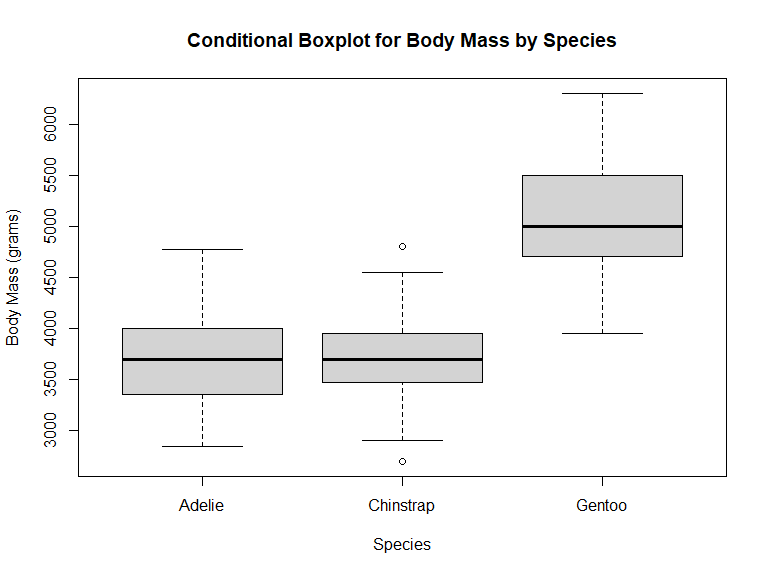 Conditional Boxplot for Body Mass by Species
Body Mass (grams)
6000
5500
5000
4500
4000
3500
3000
Adelie
Chinstrap
Gentoo
Species